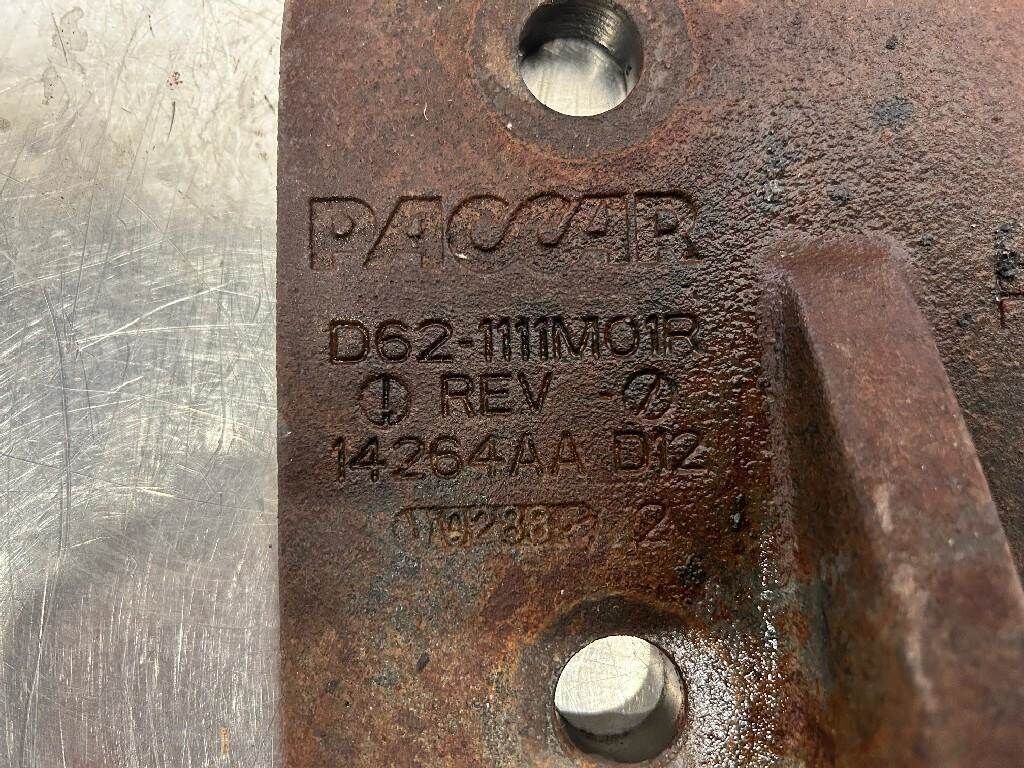 PACCAR
D62-1111M01R
REV -
14264AA D12
2